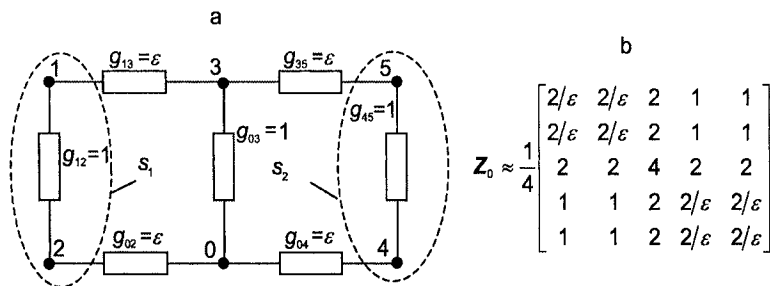 a
b
1
g₁₃=ε
3
g₃₅=ε
5
g₁₂=1
s₁
g₀₃=1
s₂
g₄₅=1
2
g₀₂=ε
0
g₀₄=ε
4
Z₀ ≈ 1/4
2/ε 2/ε 2 1 1
2/ε 2/ε 2 1 1
2 2 4 2 2
1 1 2 2/ε 2/ε
1 1 2 2/ε 2/ε